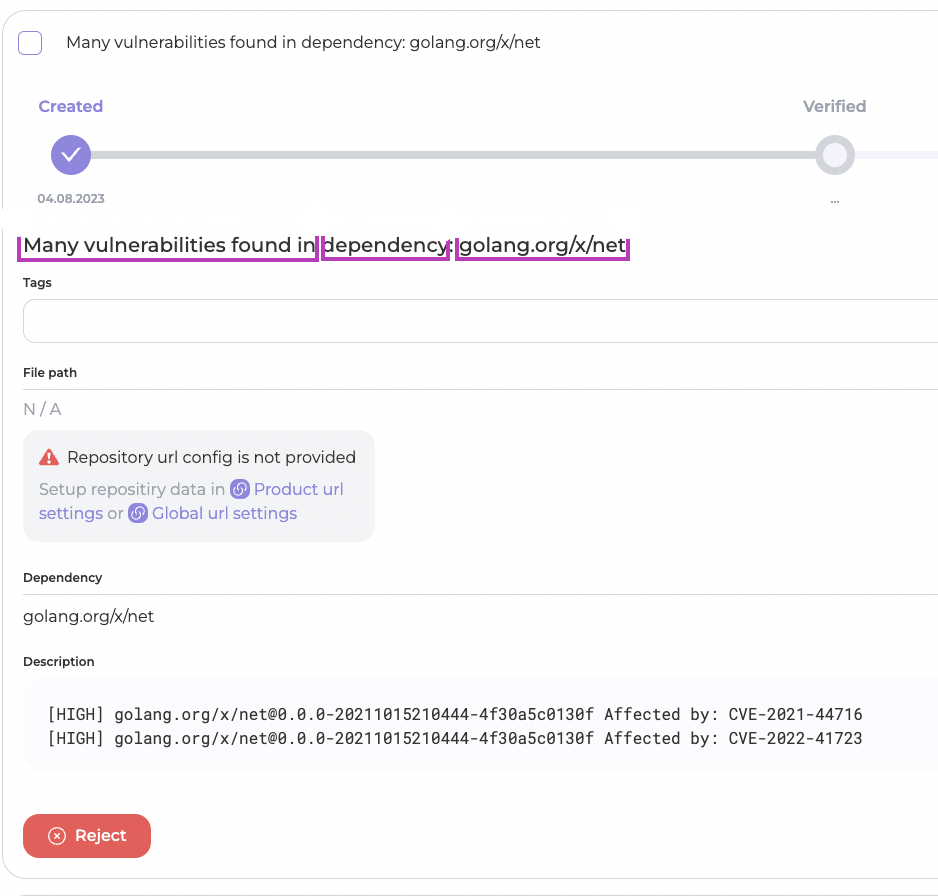 Many vulnerabilities found in dependency: golang.org/x/net
Created
Verified
04.08.2023
...
Many vulnerabilities found in dependency: golang.org/x/net
Tags
File path
N / A
Repository url config is not provided
Setup repositiry data in Product url
settings or Global url settings
Dependency
golang.org/x/net
Description
[HIGH] golang.org/x/net@0.0.0-20211015210444-4f30a5c0130f Affected by: CVE-2021-44716
[HIGH] golang.org/x/net@0.0.0-20211015210444-4f30a5c0130f Affected by: CVE-2022-41723
Reject